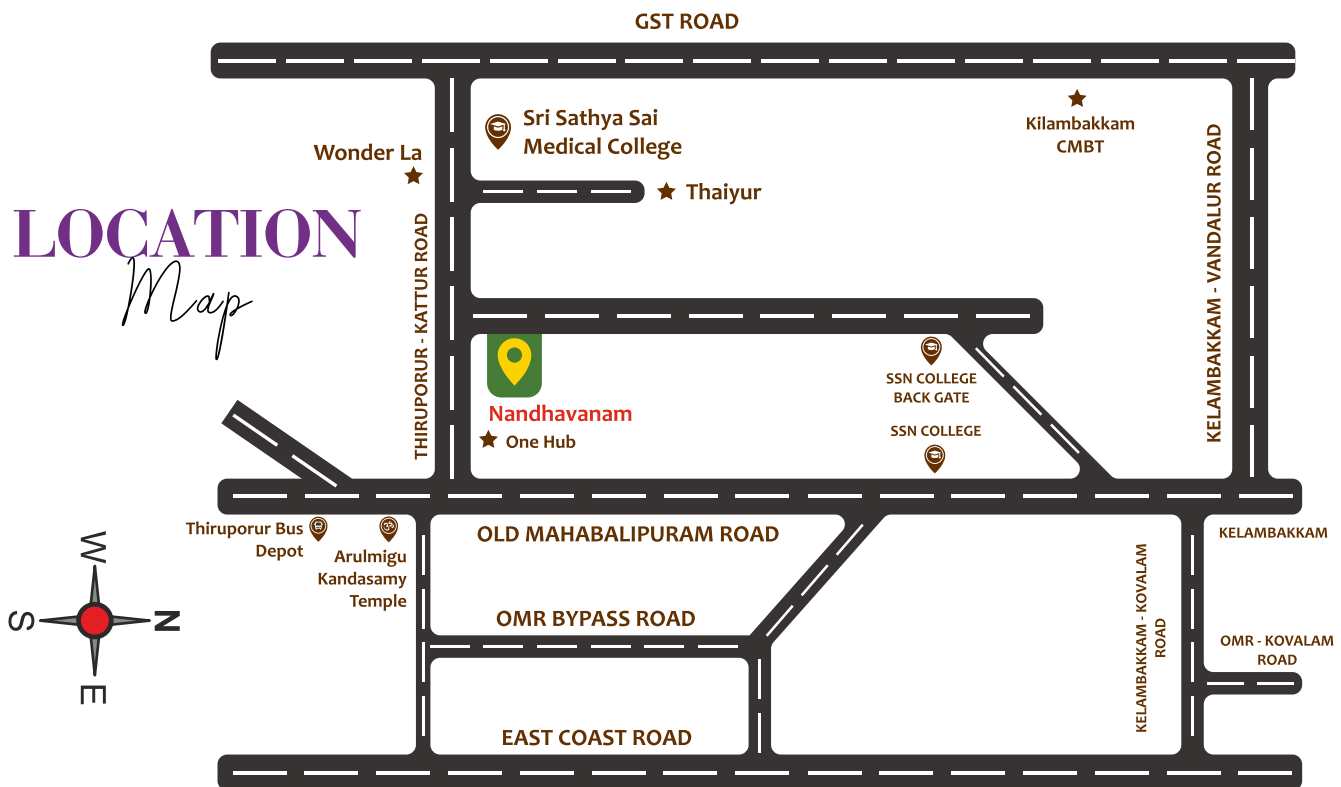 GST ROAD
Sri Sathya Sai
Medical College
Kilambakkam
CMBT
Wonder La
Thaiyur
LOCATION
Map
THIRUPORUR - KATTUR ROAD
KELAMBAKKAM - VANDALUR ROAD
SSN COLLEGE
BACK GATE
Nandhavanam
One Hub
SSN COLLEGE
Thiruporur Bus
Depot
Arulmigu
Kandasamy
Temple
OLD MAHABALIPURAM ROAD
KELAMBAKKAM
W
S
N
E
OMR BYPASS ROAD
KELAMBAKKAM - KOVALAM
ROAD
OMR - KOVALAM
ROAD
EAST COAST ROAD